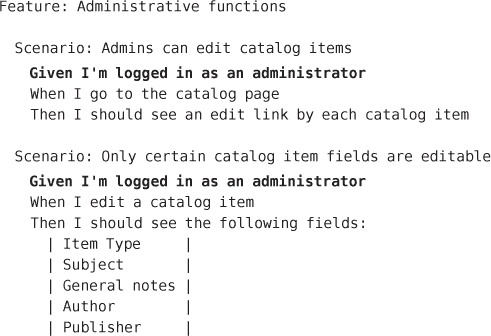 Feature: Administrative functions
Scenario: Admins can edit catalog items
Given I'm logged in as an administrator
When I go to the catalog page
Then I should see an edit link by each catalog item
Scenario: Only certain catalog item fields are editable
Given I'm logged in as an administrator
When I edit a catalog item
Then I should see the following fields:
| Item Type |
| Subject |
| General notes |
| Author |
| Publisher |